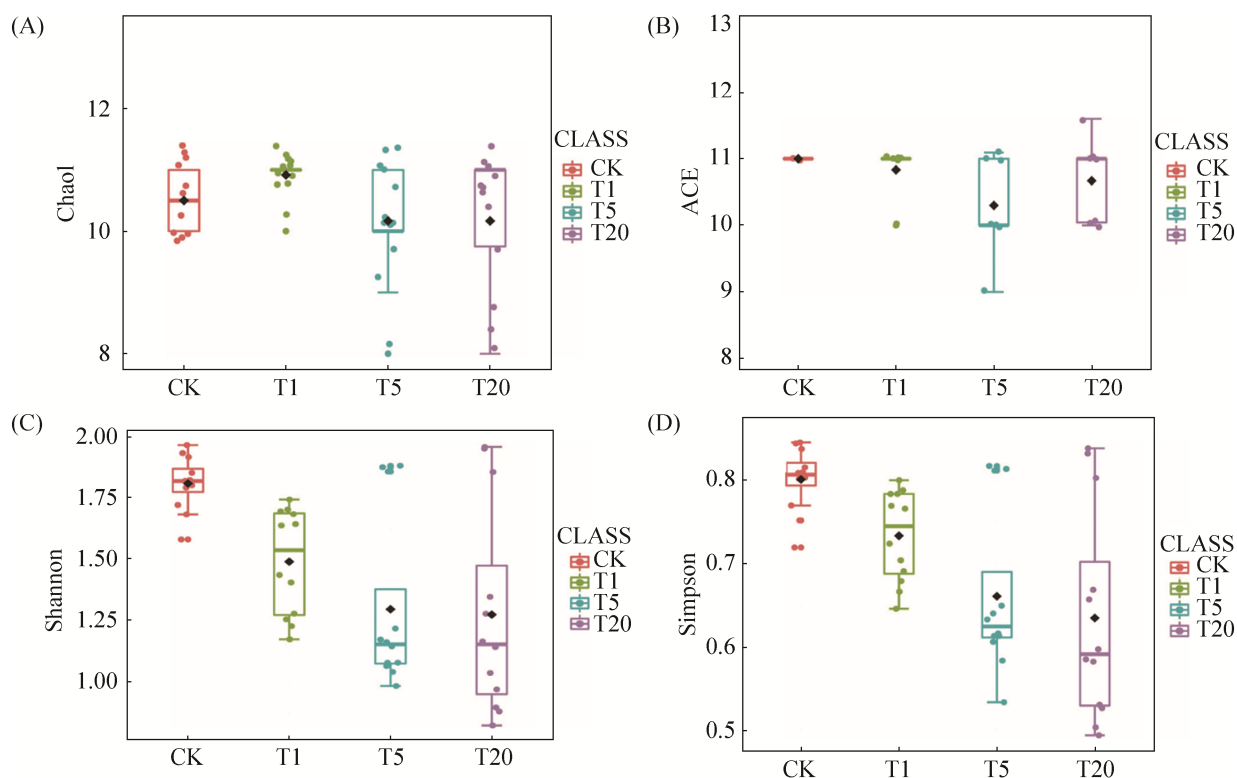 (A)
12
10
8
Chaol
CK T1 T5 T20
CLASS
CK
T1
T5
T20
(B)
13
12
11
10
9
8
ACE
CK T1 T5 T20
CLASS
CK
T1
T5
T20
(C)
2.00
1.75
1.50
1.25
1.00
Shannon
CK T1 T5 T20
CLASS
CK
T1
T5
T20
(D)
0.8
0.7
0.6
0.5
Simpson
CK T1 T5 T20
CLASS
CK
T1
T5
T20